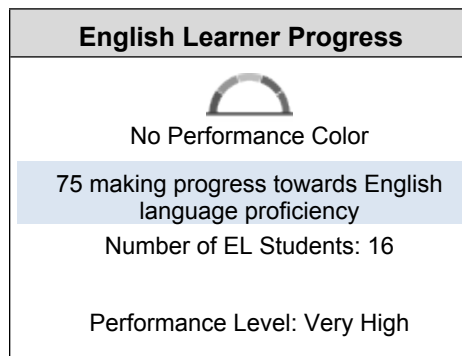 English Learner Progress
No Performance Color
75 making progress towards English
language proficiency
Number of EL Students: 16
Performance Level: Very High